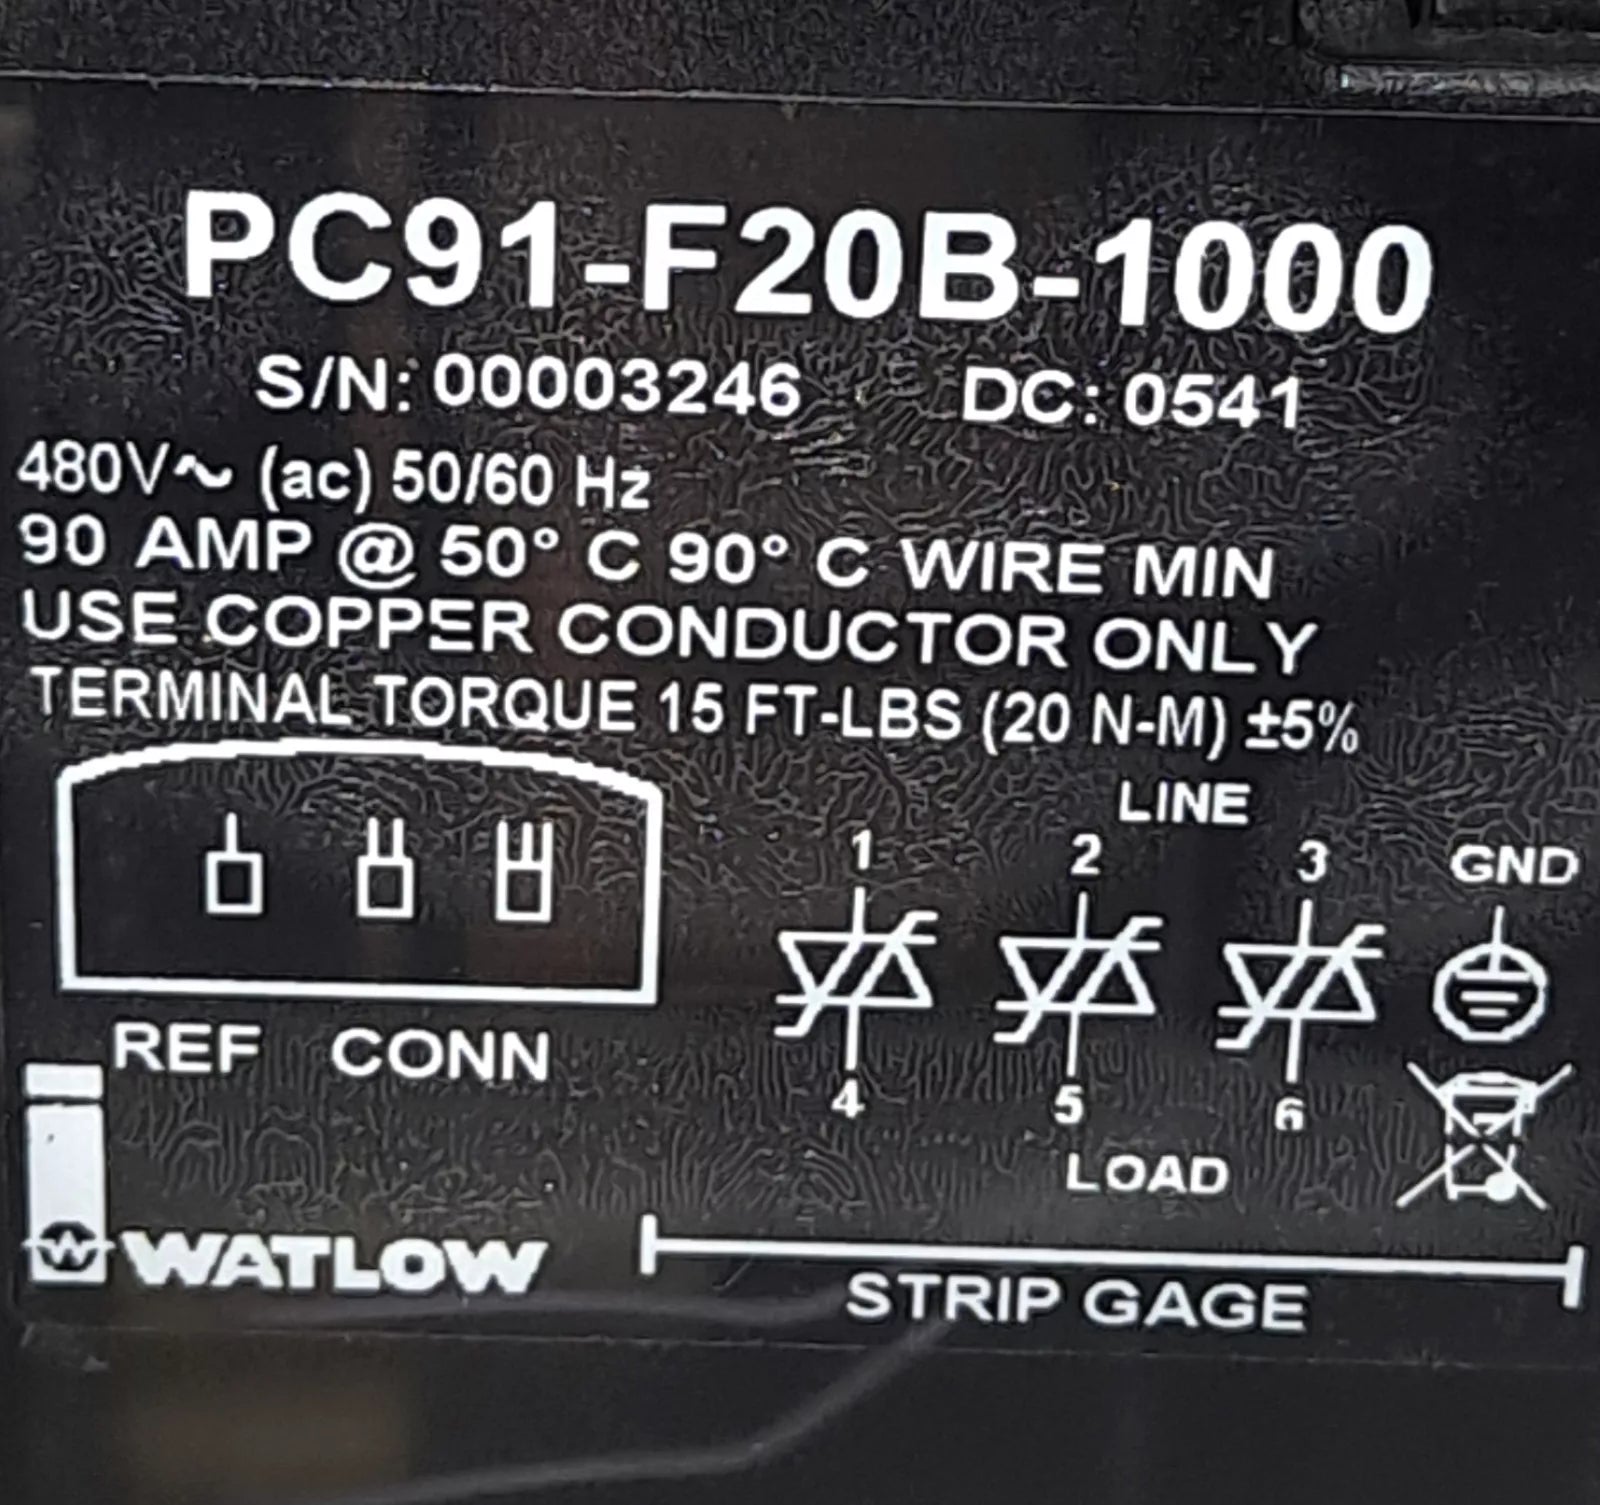 PC91-F20B-1000
S/N: 00003246 DC: 0541
480V~ (ac) 50/60 Hz
90 AMP @ 50° C 90° C WIRE MIN
USE COPPER CONDUCTOR ONLY
TERMINAL TORQUE 15 FT-LBS (20 N-M) ±5%
LINE
1 2 3 GND
REF CONN
4 5 6
LOAD
W WATLOW
STRIP GAGE